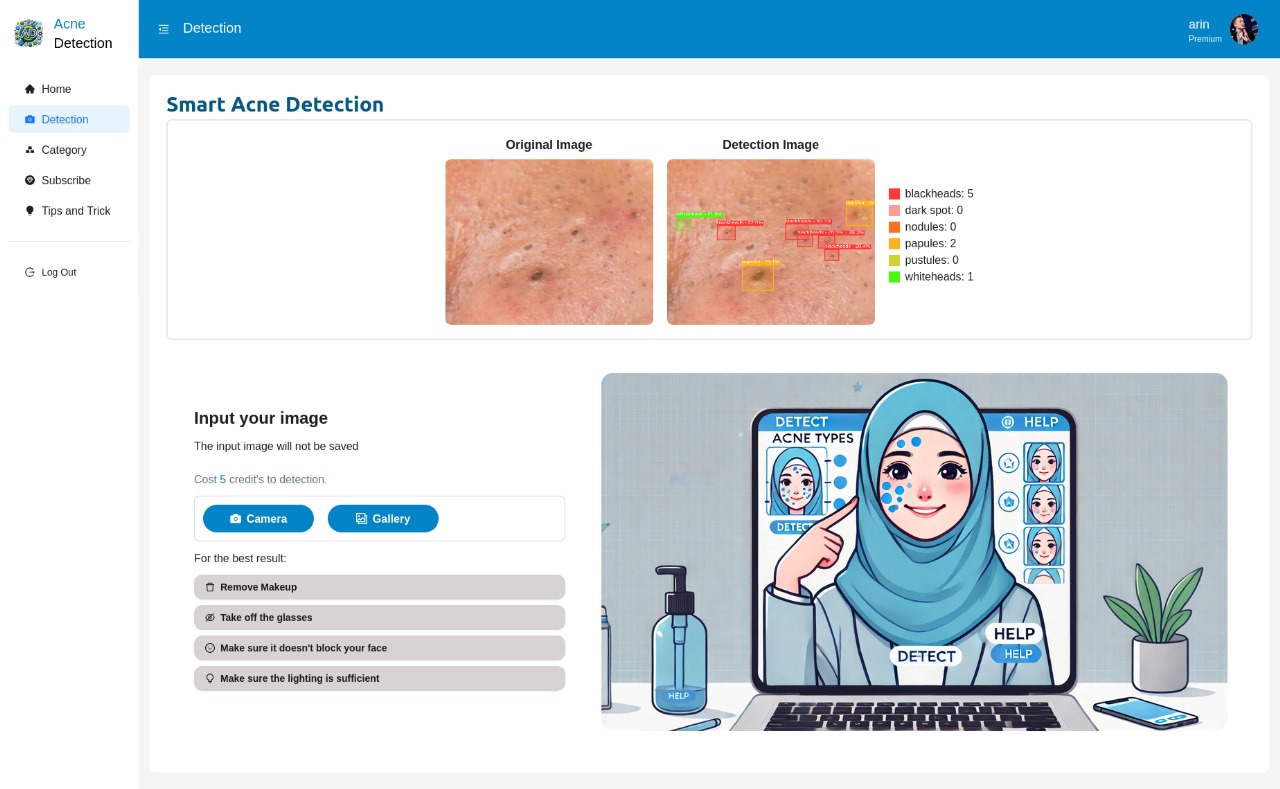 Acne
Detection
Detection
arin
Premium
Home
Detection
Category
Subscribe
Tips and Trick
Log Out
Smart Acne Detection
Original Image
Detection Image
blackheads: 5
dark spot: 0
nodules: 0
papules: 2
pustules: 0
whiteheads: 1
Input your image
The input image will not be saved
Cost 5 credit's to detection.
Camera
Gallery
For the best result:
Remove Makeup
Take off the glasses
Make sure it doesn't block your face
Make sure the lighting is sufficient
DETECT
HELP
ACNE TYPES
DETECT
HELP
DETECT
HELP
HELP